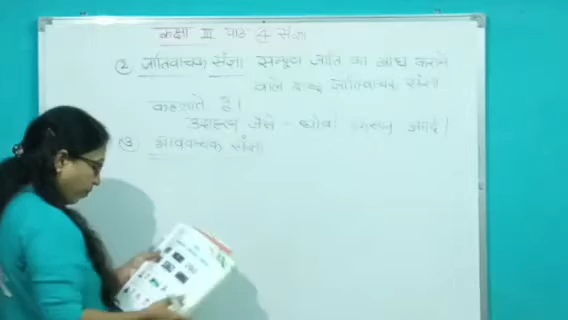 कक्षा III पाठ 4 संज्ञा
② जातिवाचक संज्ञा सम्पूर्ण जाति का बोध कराने
वाले शब्द जातिवाचक संज्ञा
कहलाते हैं।
उदाहरण जैसे -
③ भाववाचक संज्ञा